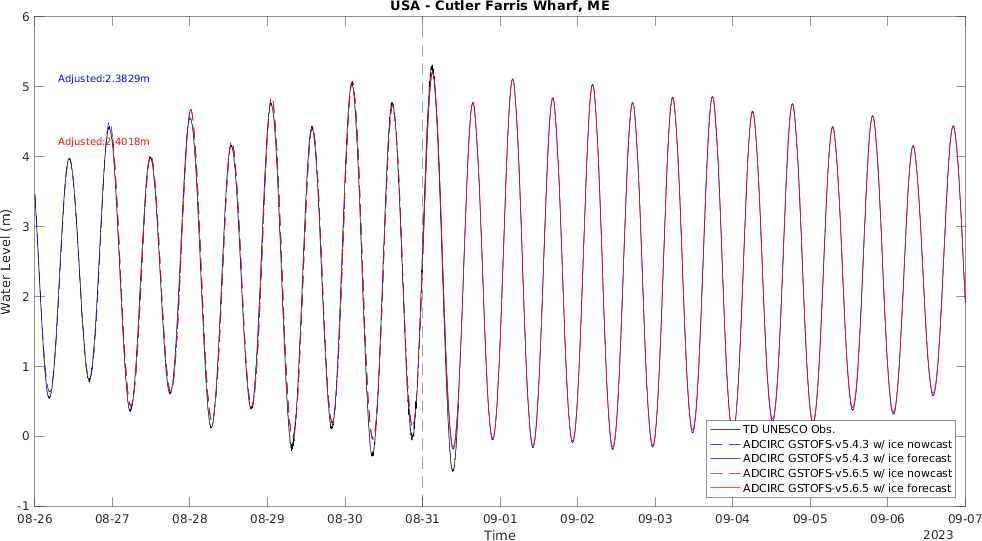 USA - Cutler Farris Wharf, ME
6
5
4
3
2
1
0
-1
Water Level (m)
Adjusted:2.3829m
Adjusted:2.4018m
TD UNESCO Obs.
ADCIRC GSTOFS-v5.4.3 w/ ice nowcast
ADCIRC GSTOFS-v5.4.3 w/ ice forecast
ADCIRC GSTOFS-v5.6.5 w/ ice nowcast
ADCIRC GSTOFS-v5.6.5 w/ ice forecast
08-26 08-27 08-28 08-29 08-30 08-31 09-01 09-02 09-03 09-04 09-05 09-06 09-07
Time
2023